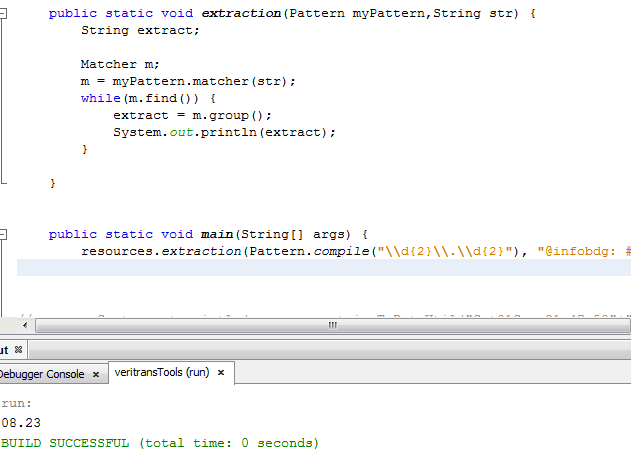 public static void extraction(Pattern myPattern,String str) {
String extract;
Matcher m;
m = myPattern.matcher(str);
while(m.find()) {
extract = m.group();
System.out.println(extract);
}
}
public static void main(String[] args) {
resources.extraction(Pattern.compile("\\d{2}\\.\\d{2}"), "@infobdg: #
ut
Debugger Console
veritransTools (run)
run:
08.23
BUILD SUCCESSFUL (total time: 0 seconds)